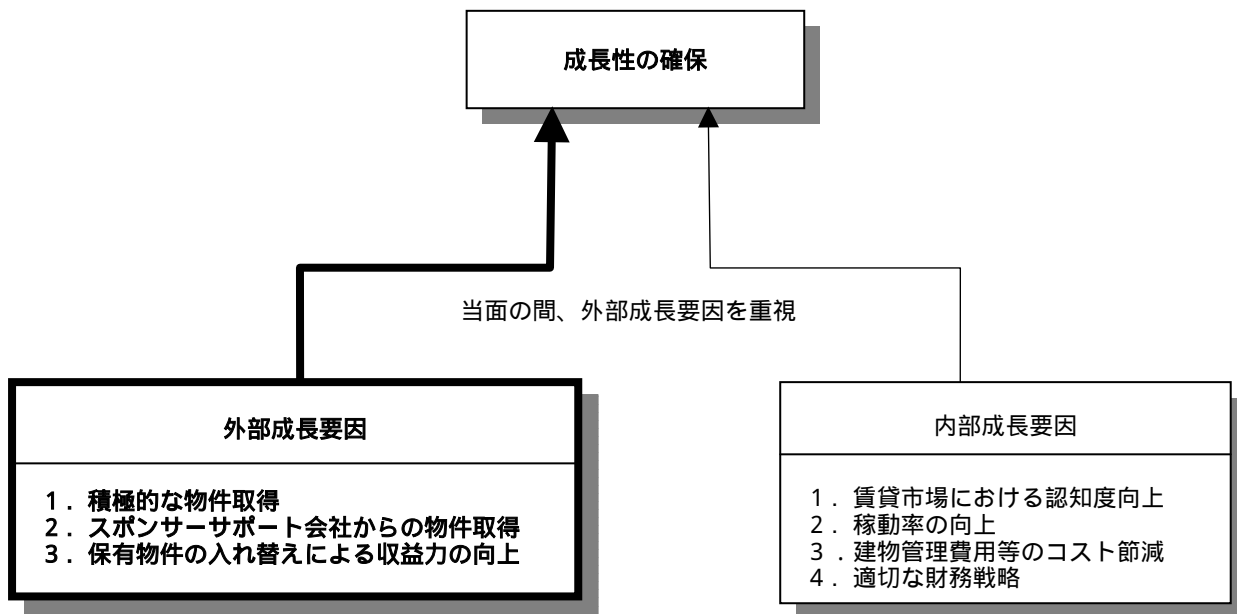 成長性の確保
当面の間、外部成長要因を重視
外部成長要因
1．積極的な物件取得
2．スポンサーサポート会社からの物件取得
3．保有物件の入れ替えによる収益力の向上
内部成長要因
1．賃貸市場における認知度向上
2．稼動率の向上
3．建物管理費用等のコスト節減
4．適切な財務戦略